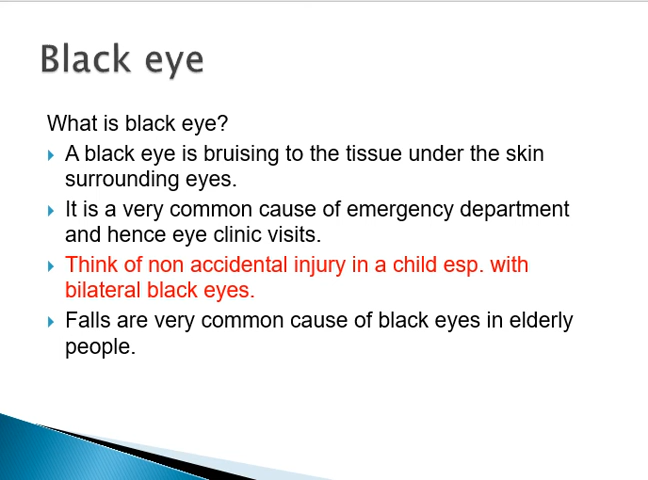 Black eye
What is black eye?
A black eye is bruising to the tissue under the skin
surrounding eyes.
It is a very common cause of emergency department
and hence eye clinic visits.
Think of non accidental injury in a child esp. with
bilateral black eyes.
Falls are very common cause of black eyes in elderly
people.